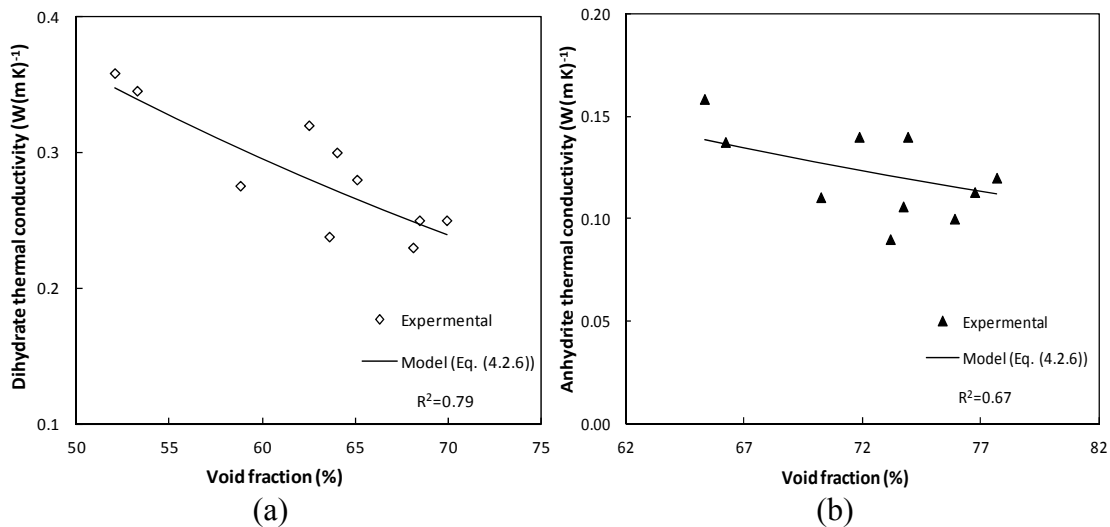 0.4
0.3
0.2
0.1
50
55
60
65
70
75
Dihydrate thermal conductivity (W(m K)⁻¹)
Void fraction (%)
Expermental
Model (Eq. (4.2.6))
R²=0.79
(a)
0.20
0.15
0.10
0.05
0.00
62
67
72
77
82
Anhydrite thermal conductivity (W(m K)⁻¹)
Void fraction (%)
Expermental
Model (Eq. (4.2.6))
R²=0.67
(b)